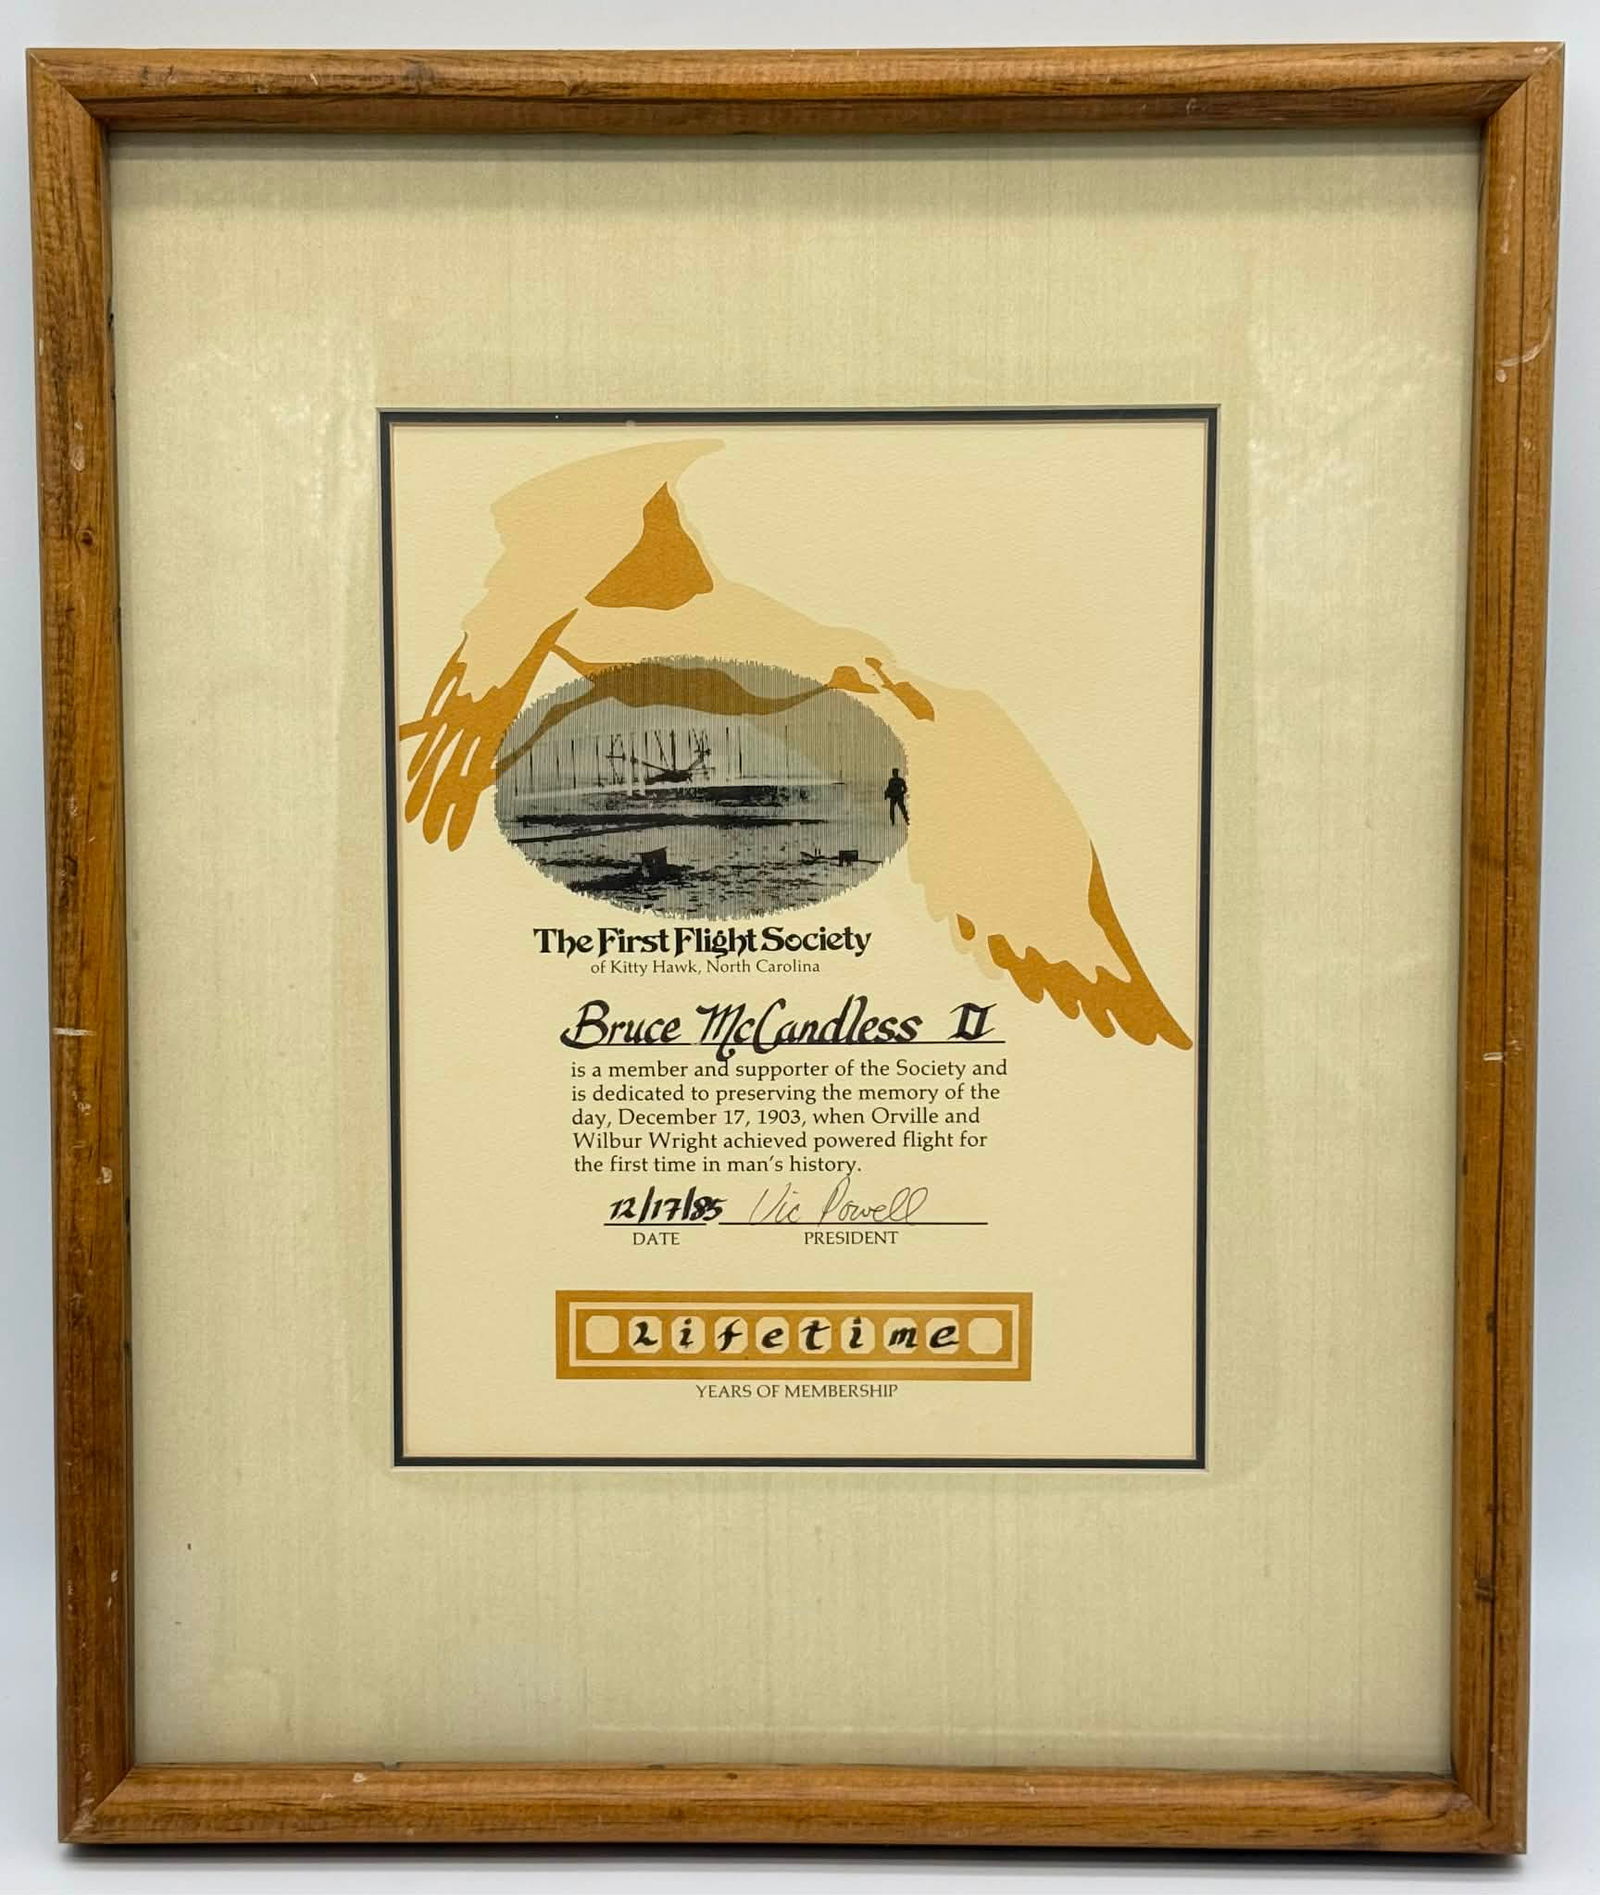 The First Flight Society
of Kitty Hawk, North Carolina
Bruce McCandless II
is a member and supporter of the Society and
is dedicated to preserving the memory of the
day, December 17, 1903, when Orville and
Wilbur Wright achieved powered flight for
the first time in man's history.
12/17/85 Vic Powell
DATE PRESIDENT
Lifetime
YEARS OF MEMBERSHIP